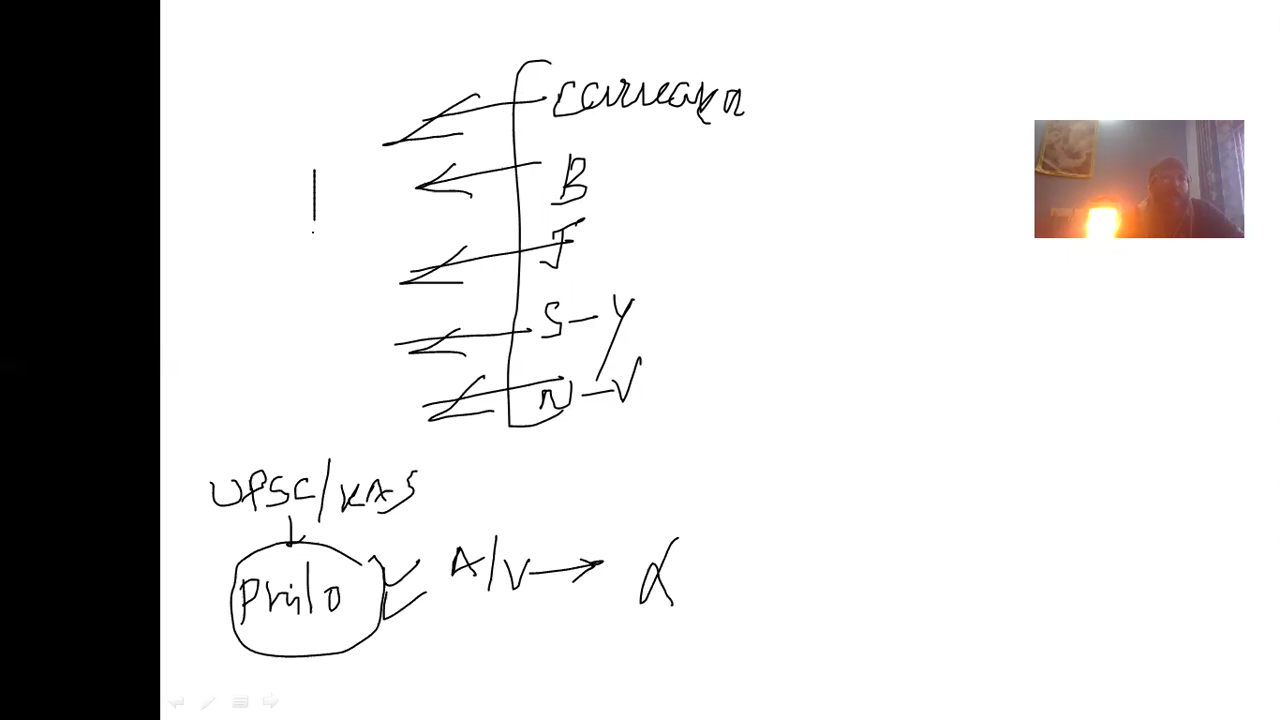 B
J
S - Y
N - V
UPSC/KAS
Philo
A/V → α